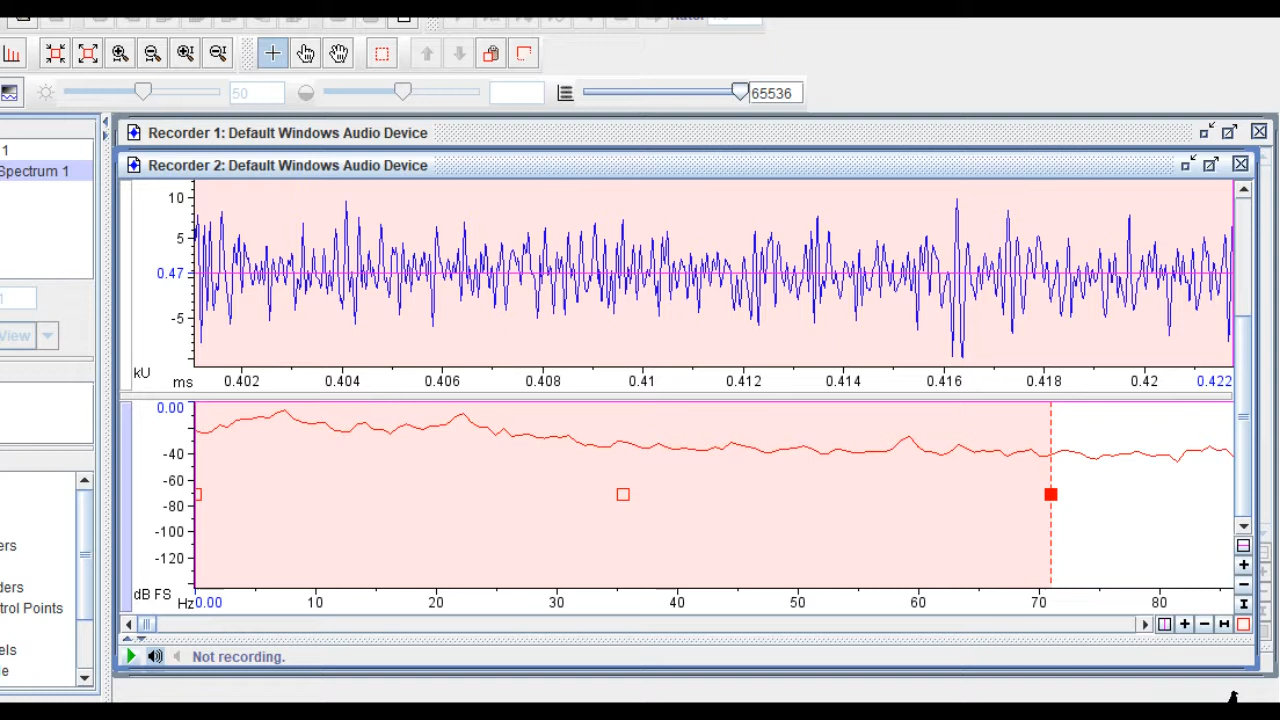 50
65536
1
Spectrum 1
Recorder 1: Default Windows Audio Device
Recorder 2: Default Windows Audio Device
10
5
0.47
-5
kU
ms
0.402 0.404 0.406 0.408 0.41 0.412 0.414 0.416 0.418 0.42 0.422
1
View
0.00
-40
-60
-80
-100
-120
dB FS
Hz 0.00 10 20 30 40 50 60 70 80
ers
ders
trol Points
els
le
Not recording.